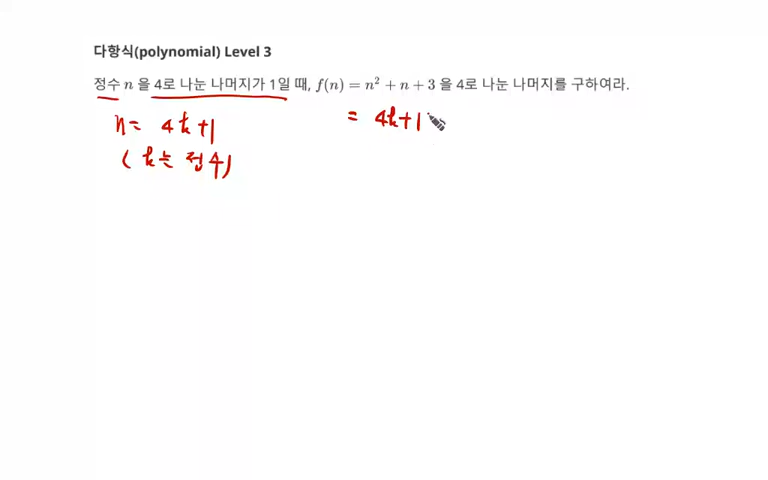 다항식(polynomial) Level 3
정수 n 을 4로 나눈 나머지가 1일 때, f(n) = n² + n + 3 을 4로 나눈 나머지를 구하여라.
n = 4k+1
= 4k+1
( k는 정수)